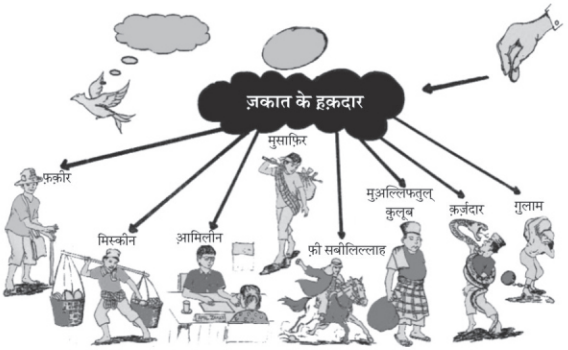 ज़कात के हक़दार
मुसाफ़िर
फ़क़ीर
मिस्कीन
आमिलीन
फ़ी सबीलिल्लाह
मुअल्लिफतुल्
कुलूब
क़र्ज़दार
ग़ुलाम